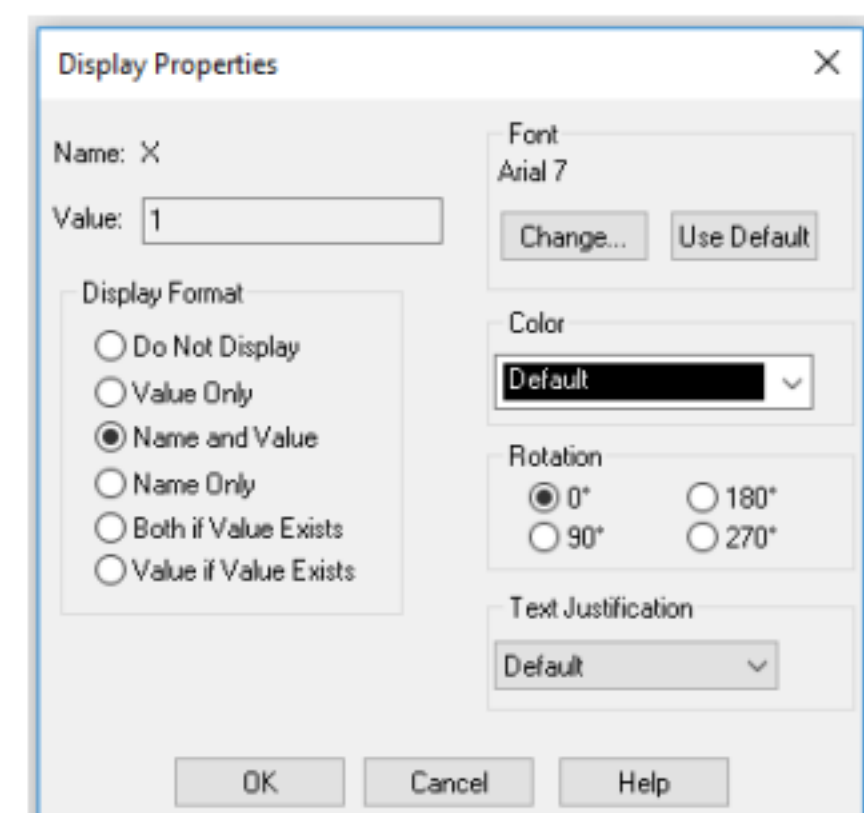 Display Properties
Name: X
Value: 1
Display Format
Do Not Display
Value Only
Name and Value
Name Only
Both if Value Exists
Value if Value Exists
Font
Arial 7
Change...
Use Default
Color
Default
Rotation
0° 180°
90° 270°
Text Justification
Default
OK Cancel Help